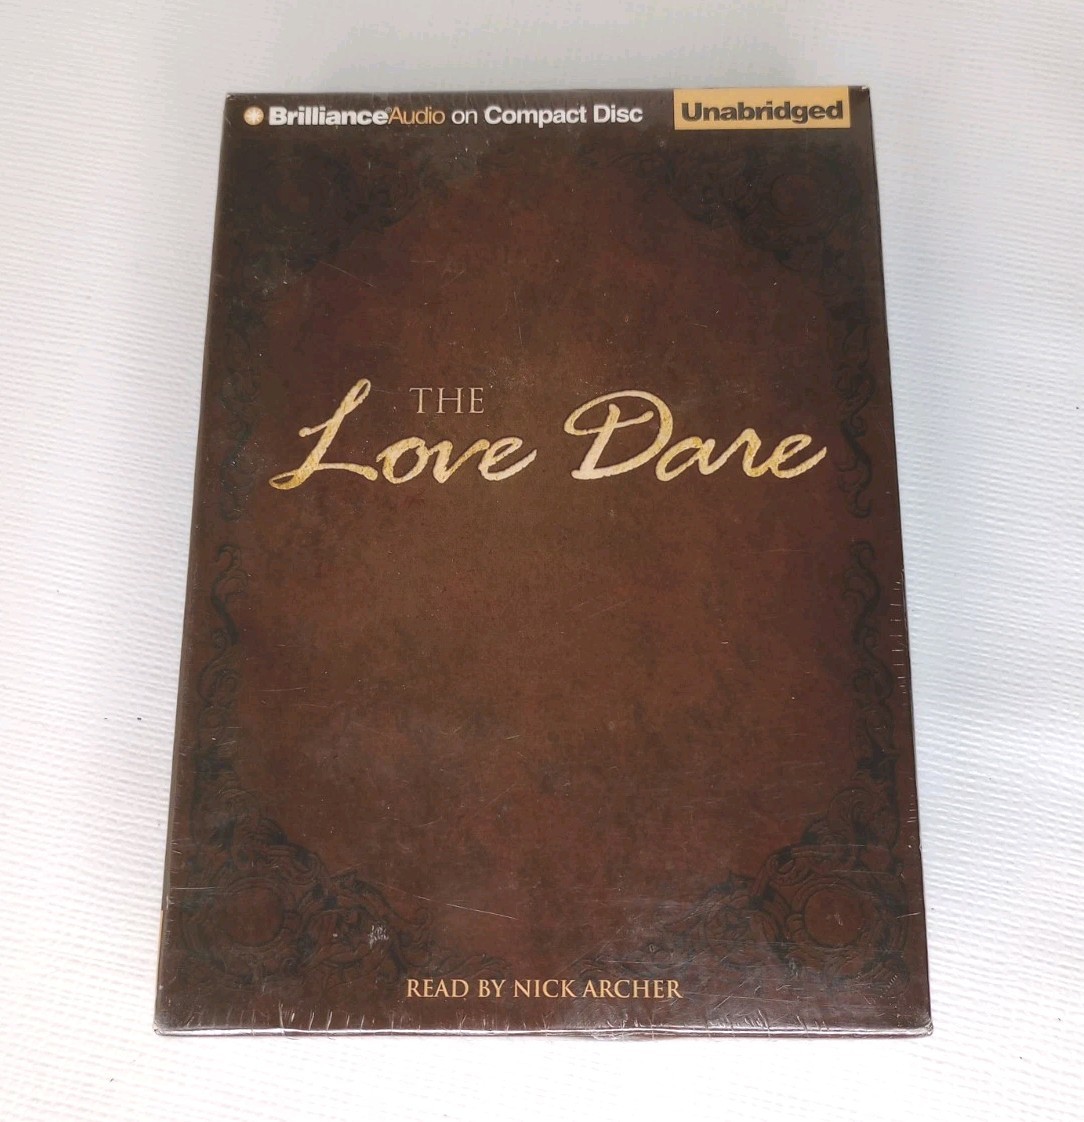 BrillianceAudio on Compact Disc
Unabridged
THE
Love Dare
READ BY NICK ARCHER